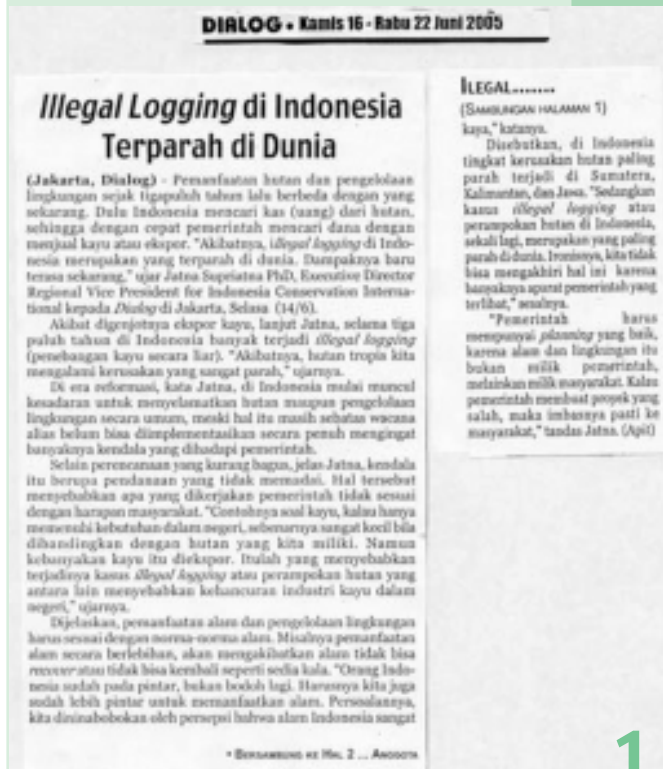 DIALOG • Kamis 16 - Rabu 22 Juni 2005
Illegal Logging di Indonesia
Terparah di Dunia
(Jakarta, Dialog) - Pemanfaatan hutan dan pengelolaan
lingkungan sejak tigapuluh tahun lalu berbeda dengan yang
sekarang. Dulu Indonesia mencari kas (uang) dari hutan,
sehingga dengan cepat pemerintah mencari dana dengan
menjual kayu atau ekspor. "Akibatnya, illegal logging di Indo-
nesia merupakan yang terparah di dunia. Dampaknya baru
terasa sekarang," ujar Jatna Supriatna PhD, Executive Director
Regional Vice President for Indonesia Conservation Interna-
tional kepada Dialog di Jakarta, Selasa (14/6).
Akibat digenjotnya ekspor kayu, lanjut Jatna, selama tiga
puluh tahun di Indonesia banyak terjadi illegal logging
(penebangan kayu secara liar). "Akibatnya, hutan tropis kita
mengalami kerusakan yang sangat parah," ujarnya.
Di era reformasi, kata Jatna, di Indonesia mulai muncul
kesadaran untuk menyelamatkan hutan maupun pengelolaan
lingkungan secara umum, meski hal itu masih sebatas wacana
alias belum bisa diimplementasikan secara penuh mengingat
banyaknya kendala yang dihadapi pemerintah.
Selain perencanaan yang kurang bagus, jelas Jatna, kendala
itu berupa pendanaan yang tidak memadai. Hal tersebut
menyebabkan apa yang dikerjakan pemerintah tidak sesuai
dengan harapan masyarakat. "Contohnya soal kayu, kalau hanya
memenuhi kebutuhan dalam negeri, sebenarnya sangat kecil bila
dibandingkan dengan hutan yang kita miliki. Namun
kebanyakan kayu itu diekspor. Itulah yang menyebabkan
terjadinya kasus illegal logging atau perampokan hutan yang
antara lain menyebabkan kehancuran industri kayu dalam
negeri," ujarnya.
Dijelaskan, pemanfaatan alam dan pengelolaan lingkungan
harus sesuai dengan norma-norma alam. Misalnya pemanfaatan
alam secara berlebihan, akan mengakibatkan alam tidak bisa
recover atau tidak bisa kembali seperti sedia kala. "Orang Indo-
nesia sudah pada pintar, bukan bodoh lagi. Harusnya kita juga
sudah lebih pintar untuk memanfaatkan alam. Persoalannya,
kita dininabobokan oleh persepsi bahwa alam Indonesia sangat
• Bersambung ke Hal 2 ... Anggota
Ilegal.......
(Sambungan halaman 1)
kaya," katanya.
Disebutkan, di Indonesia
tingkat kerusakan hutan paling
parah terjadi di Sumatera,
Kalimantan, dan Jawa. "Sedangkan
kasus illegal logging atau
perampokan hutan di Indonesia,
sekali lagi, merupakan yang paling
parah di dunia. Ironisnya, kita tidak
bisa mengakhiri hal ini karena
banyaknya aparat pemerintah yang
terlibat," sesalnya.
"Pemerintah harus
mempunyai planning yang baik,
karena alam dan lingkungan itu
bukan milik pemerintah,
melainkan milik masyarakat. Kalau
pemerintah membuat proyek yang
salah, maka imbasnya pasti ke
masyarakat," tandas Jatna. (Apit)
1